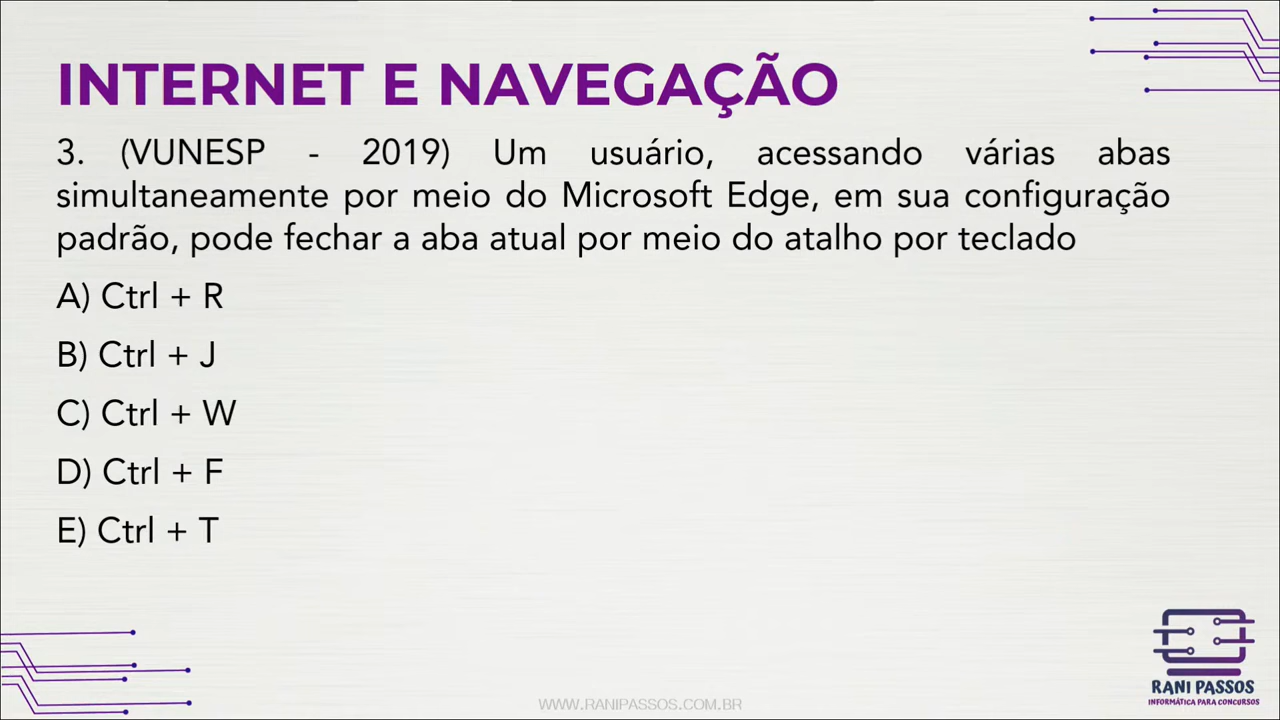 INTERNET E NAVEGAÇÃO
3. (VUNESP - 2019) Um usuário, acessando várias abas
simultaneamente por meio do Microsoft Edge, em sua configuração
padrão, pode fechar a aba atual por meio do atalho por teclado
A) Ctrl + R
B) Ctrl + J
C) Ctrl + W
D) Ctrl + F
E) Ctrl + T
RANI PASSOS
INFORMÁTICA PARA CONCURSOS
WWW.RANIPASSOS.COM.BR